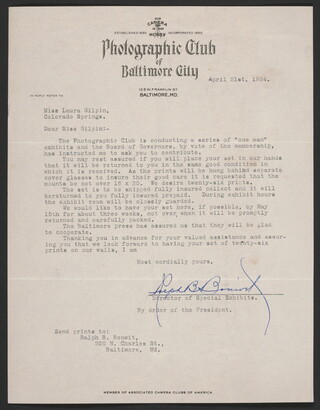 CAMERA
HOBBY
ESTABLISHED 1885 INCORPORATED 1890
Photographic Club
of
Baltimore City
April 21st, 1924.
IN REPLY REFER TO
105 W. FRANKLIN ST.
BALTIMORE, MD.
Miss Laura Gilpin,
Colorado Springs.
Dear Miss Gilpin:-
The Photographic Club is conducting a series of "one man"
exhibits and the Board of Governors, by vote of the membership,
has instructed me to ask you to contribute.
You may rest assured if you will place your set in our hands
that it will be returned to you in the same good condition in
which it is received. As the prints will be hung behind separate
cover glasses to insure their good care it is requested that the
mounts be not over 16 x 20. We desire twenty-six prints.
The set is to be shipped fully insured collect and it will
be returned to you fully insured prepaid. During exhibit hours
the exhibit room will be closely guarded.
We would like to have your set here, if possible, by May
15th for about three weeks, not over, when it will be promptly
returned and carefully packed.
The Baltimore press has assured us that they will be glad
to cooperate.
Thanking you in advance for your valued assistance and assur-
ing you that we look forward to having your set of twenty-six
prints on our walls, I am
Most cordially yours,
Director of Special Exhibits.
By order of the President.
Send prints to:
Ralph B. Bonwit,
Charles St.,
Baltimore, Md.
MEMBER OF ASSOCIATED CAMERA CLUBS OF AMERICA